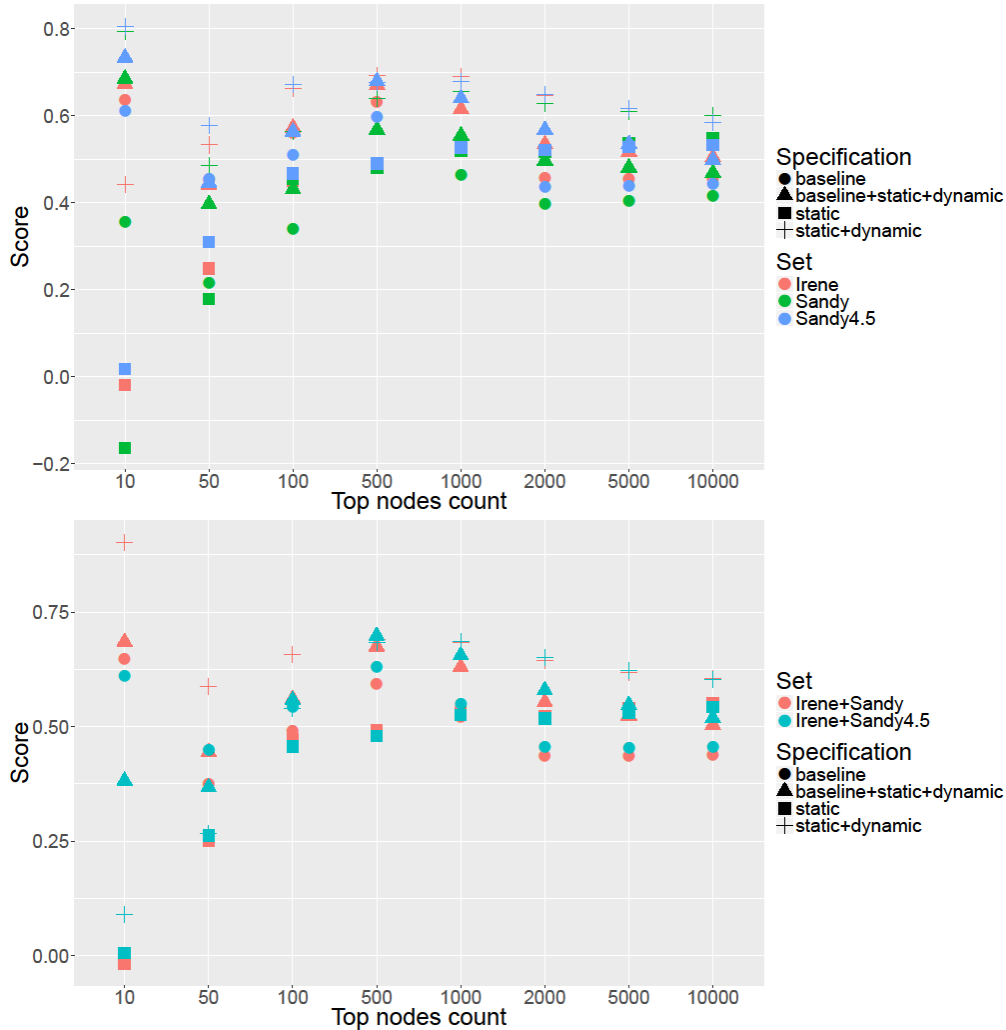 0.8
0.6
0.4
0.2
0.0
−0.2
Score
10 50 100 500 1000 2000 5000 10000
Top nodes count
Specification
baseline
baseline+static+dynamic
static
static+dynamic
Set
Irene
Sandy
Sandy4.5
0.75
0.50
0.25
0.00
Score
10 50 100 500 1000 2000 5000 10000
Top nodes count
Set
Irene+Sandy
Irene+Sandy4.5
Specification
baseline
baseline+static+dynamic
static
static+dynamic